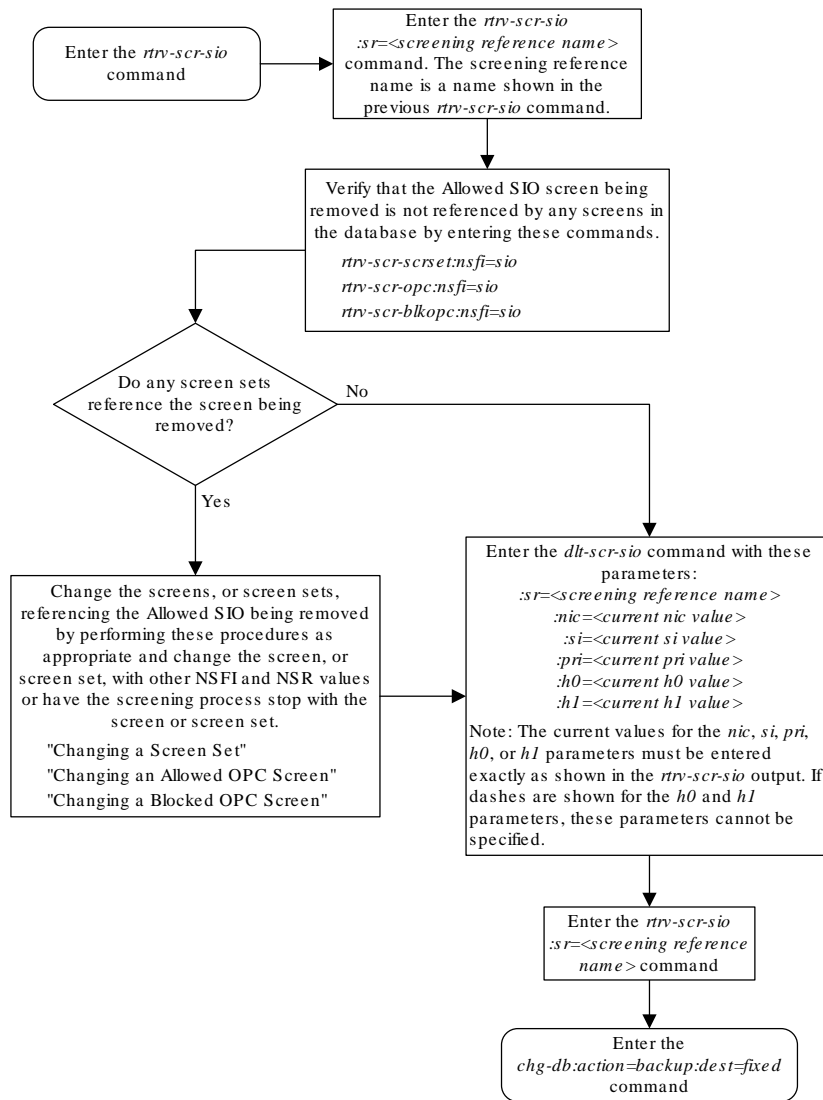 Enter the rtrv-scr-sio
command
Enter the rtrv-scr-sio
:sr=<screening reference name>
command. The screening reference
name is a name shown in the
previous rtrv-scr-sio command.
Verify that the Allowed SIO screen being
removed is not referenced by any screens in
the database by entering these commands.
rtrv-scr-scrset:nsfi=sio
rtrv-scr-opc:nsfi=sio
rtrv-scr-blkopc:nsfi=sio
Do any screen sets
reference the screen being
removed?
No
Yes
Change the screens, or screen sets,
referencing the Allowed SIO being removed
by performing these procedures as
appropriate and change the screen, or
screen set, with other NSFI and NSR values
or have the screening process stop with the
screen or screen set.
"Changing a Screen Set"
"Changing an Allowed OPC Screen"
"Changing a Blocked OPC Screen"
Enter the dlt-scr-sio command with these
parameters:
:sr=<screening reference name>
:nic=<current nic value>
:si=<current si value>
:pri=<current pri value>
:h0=<current h0 value>
:h1=<current h1 value>
Note: The current values for the nic, si, pri,
h0, or h1 parameters must be entered
exactly as shown in the rtrv-scr-sio output. If
dashes are shown for the h0 and h1
parameters, these parameters cannot be
specified.
Enter the rtrv-scr-sio
:sr=<screening reference
name> command
Enter the
chg-db:action=backup:dest=fixed
command